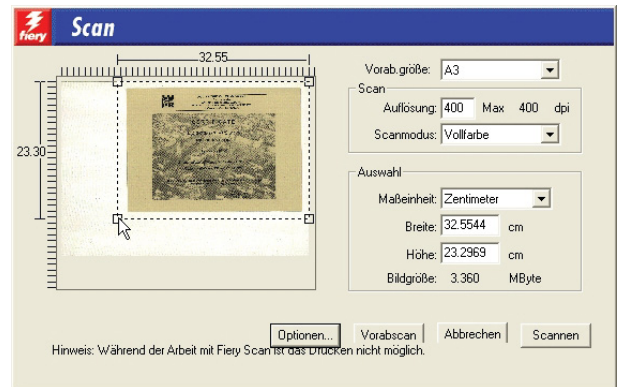 fiery Scan
32.55
23.30
Vorab.größe: A3
Scan
Auflösung: 400 Max 400 dpi
Scanmodus: Vollfarbe
Auswahl
Maßeinheit: Zentimeter
Breite: 32.5544 cm
Höhe: 23.2969 cm
Bildgröße: 3.360 MByte
Optionen... Vorabscan Abbrechen Scannen
Hinweis: Während der Arbeit mit Fiery Scan ist das Drucken nicht möglich.